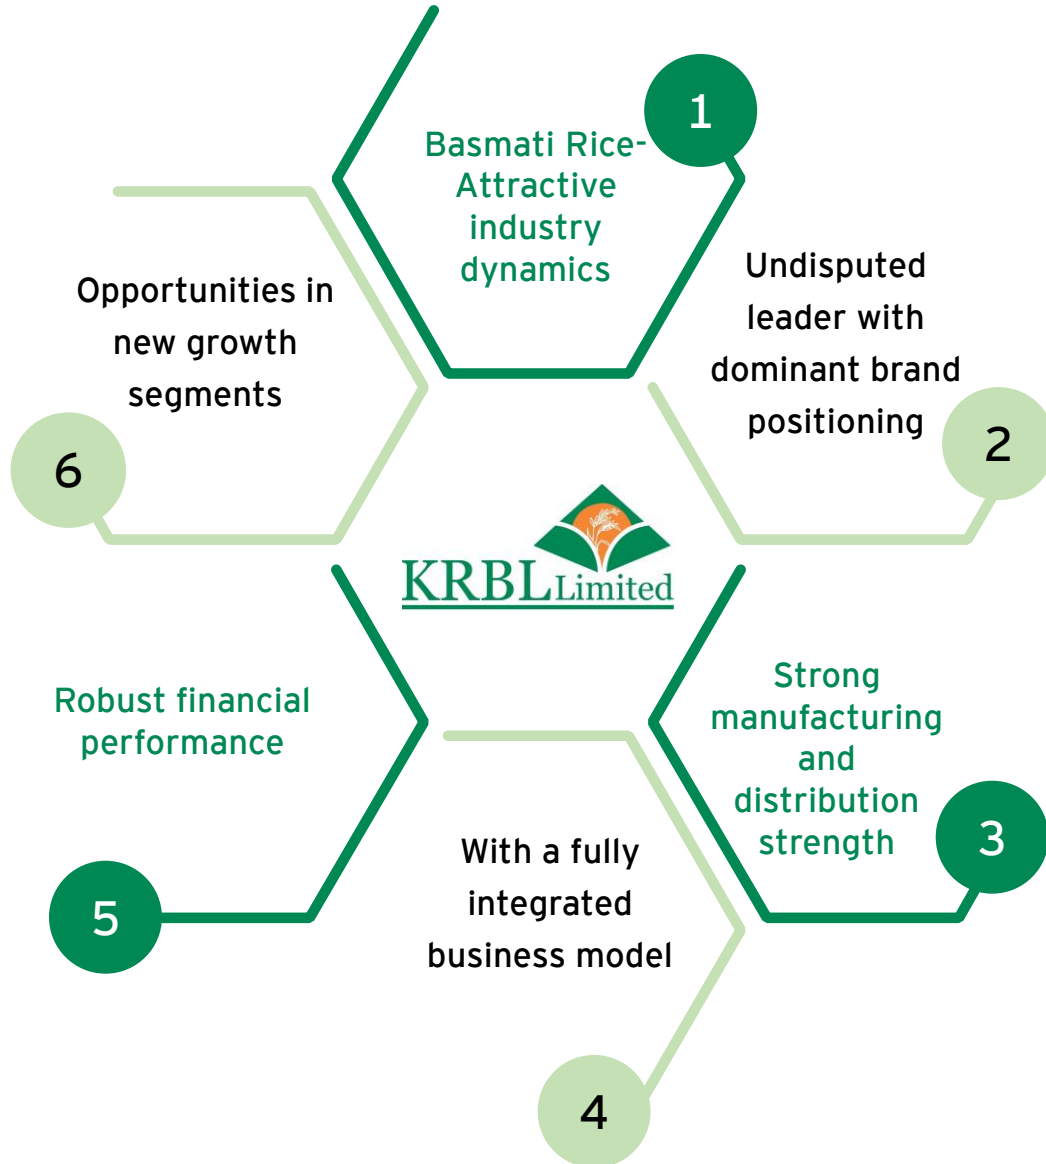 1
Basmati Rice-
Attractive
industry
dynamics
Undisputed
leader with
dominant brand
positioning
2
Strong
manufacturing
and
distribution
strength
3
With a fully
integrated
business model
4
Robust financial
performance
5
Opportunities in
new growth
segments
6
KRBL Limited